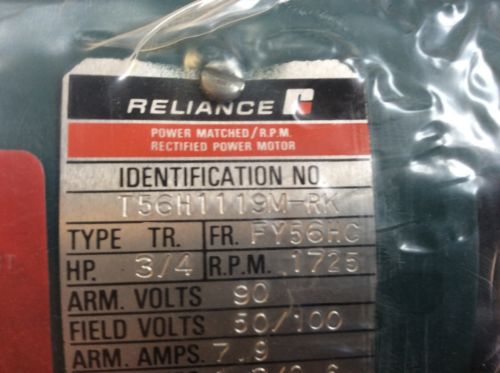 RELIANCE
POWER MATCHED/R.P.M.
RECTIFIED POWER MOTOR
IDENTIFICATION NO.
T56H1119M-RK
TYPE TR. FR. FY56HC
HP. 3/4 R.P.M. 1725
ARM. VOLTS 90
FIELD VOLTS 50/100
ARM. AMPS. 7.9